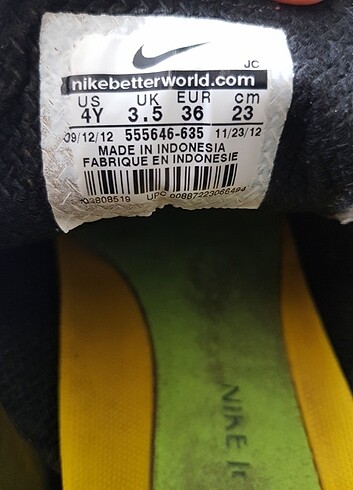 JC
nikebetterworld.com
US UK EUR cm
4Y 3.5 36 23
09/12/12 555646-635 11/23/12
MADE IN INDONESIA
FABRIQUE EN INDONESIE
UPC
NIKE